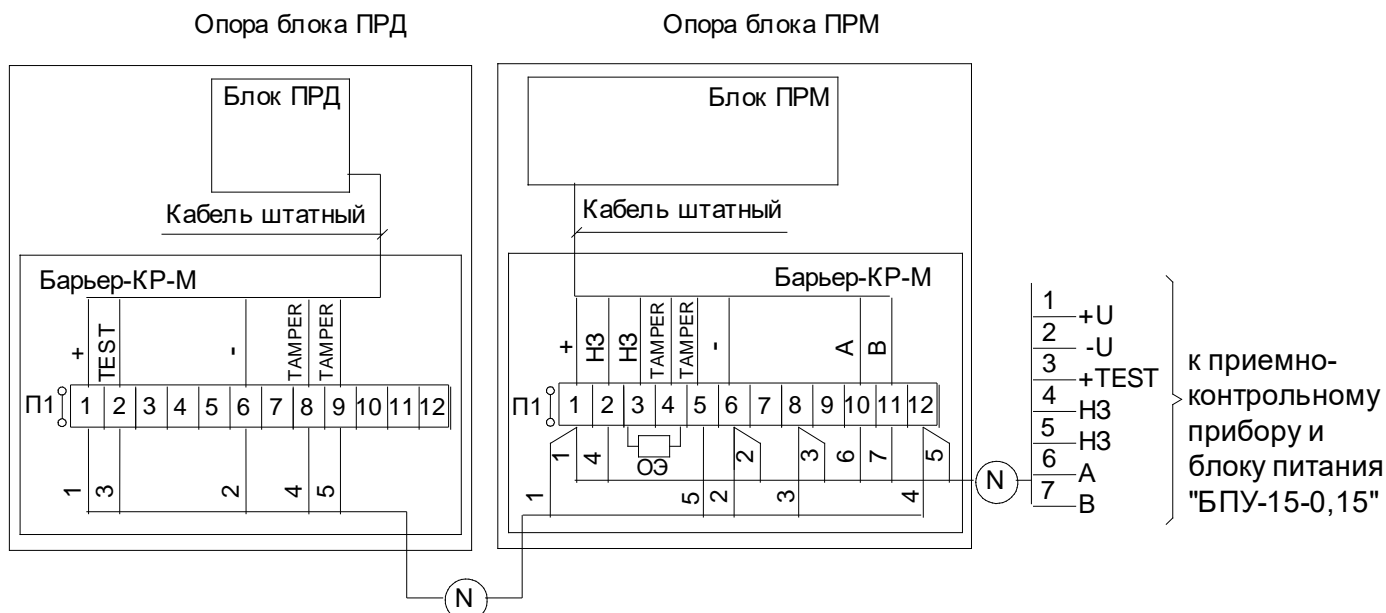 Опора блока ПРД
Опора блока ПРМ
Блок ПРД
Блок ПРМ
Кабель штатный
Кабель штатный
Барьер-КР-М
Барьер-КР-М
+ TEST - TAMPER TAMPER
+ НЗ НЗ TAMPER TAMPER - A B
П1 1 2 3 4 5 6 7 8 9 10 11 12
П1 1 2 3 4 5 6 7 8 9 10 11 12
1 3 2 4 5
1 4 ОЭ 2 3 6 7 5
1 5 2 3 4
N
N
1 +U
2 -U
3 +TEST
4 НЗ
5 НЗ
6 A
7 B
к приемно-
контрольному
прибору и
блоку питания
"БПУ-15-0,15"